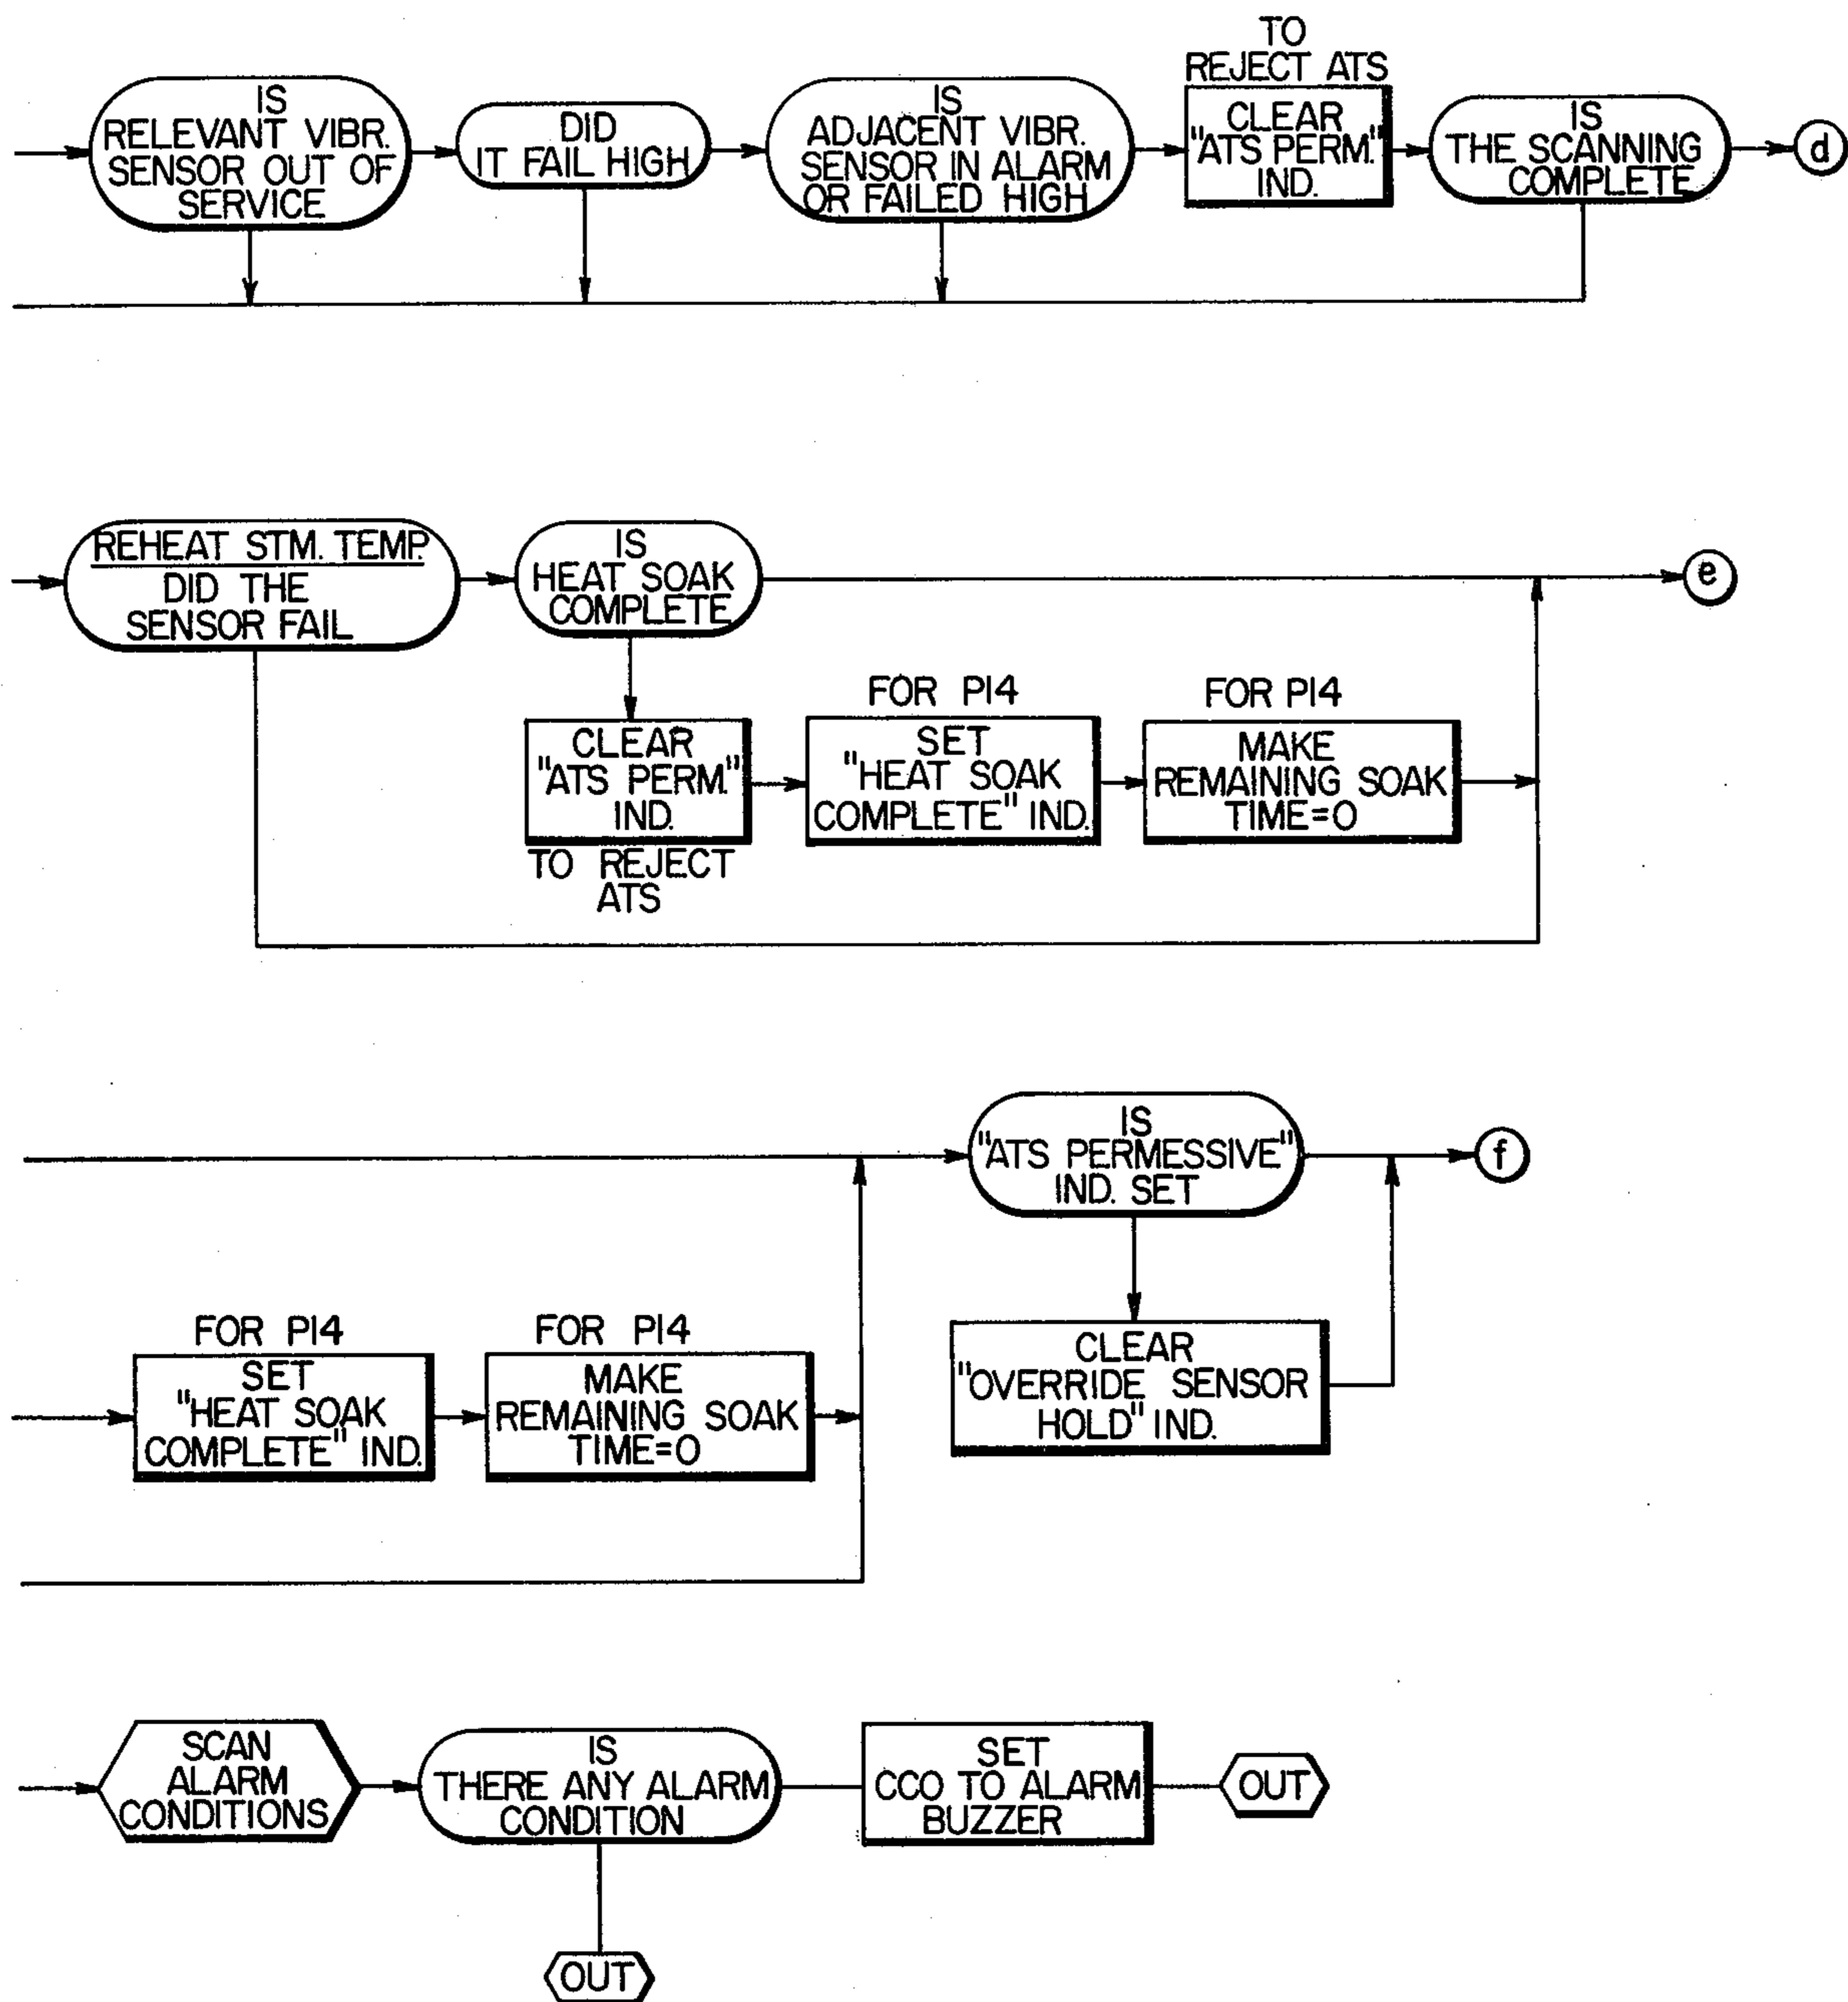 IS
RELEVANT VIBR.
SENSOR OUT OF
SERVICE
DID
IT FAIL HIGH
IS
ADJACENT VIBR.
SENSOR IN ALARM
OR FAILED HIGH
TO
REJECT ATS
CLEAR
"ATS PERM."
IND.
IS
THE SCANNING
COMPLETE
d
REHEAT STM. TEMP.
DID THE
SENSOR FAIL
IS
HEAT SOAK
COMPLETE
e
CLEAR
"ATS PERM."
IND.
TO REJECT
ATS
FOR P14
SET
"HEAT SOAK
COMPLETE" IND.
FOR P14
MAKE
REMAINING SOAK
TIME=0
IS
"ATS PERMESSIVE"
IND. SET
f
FOR P14
SET
"HEAT SOAK
COMPLETE" IND.
FOR P14
MAKE
REMAINING SOAK
TIME=0
CLEAR
"OVERRIDE SENSOR
HOLD" IND.
SCAN
ALARM
CONDITIONS
IS
THERE ANY ALARM
CONDITION
SET
CCO TO ALARM
BUZZER
OUT
OUT